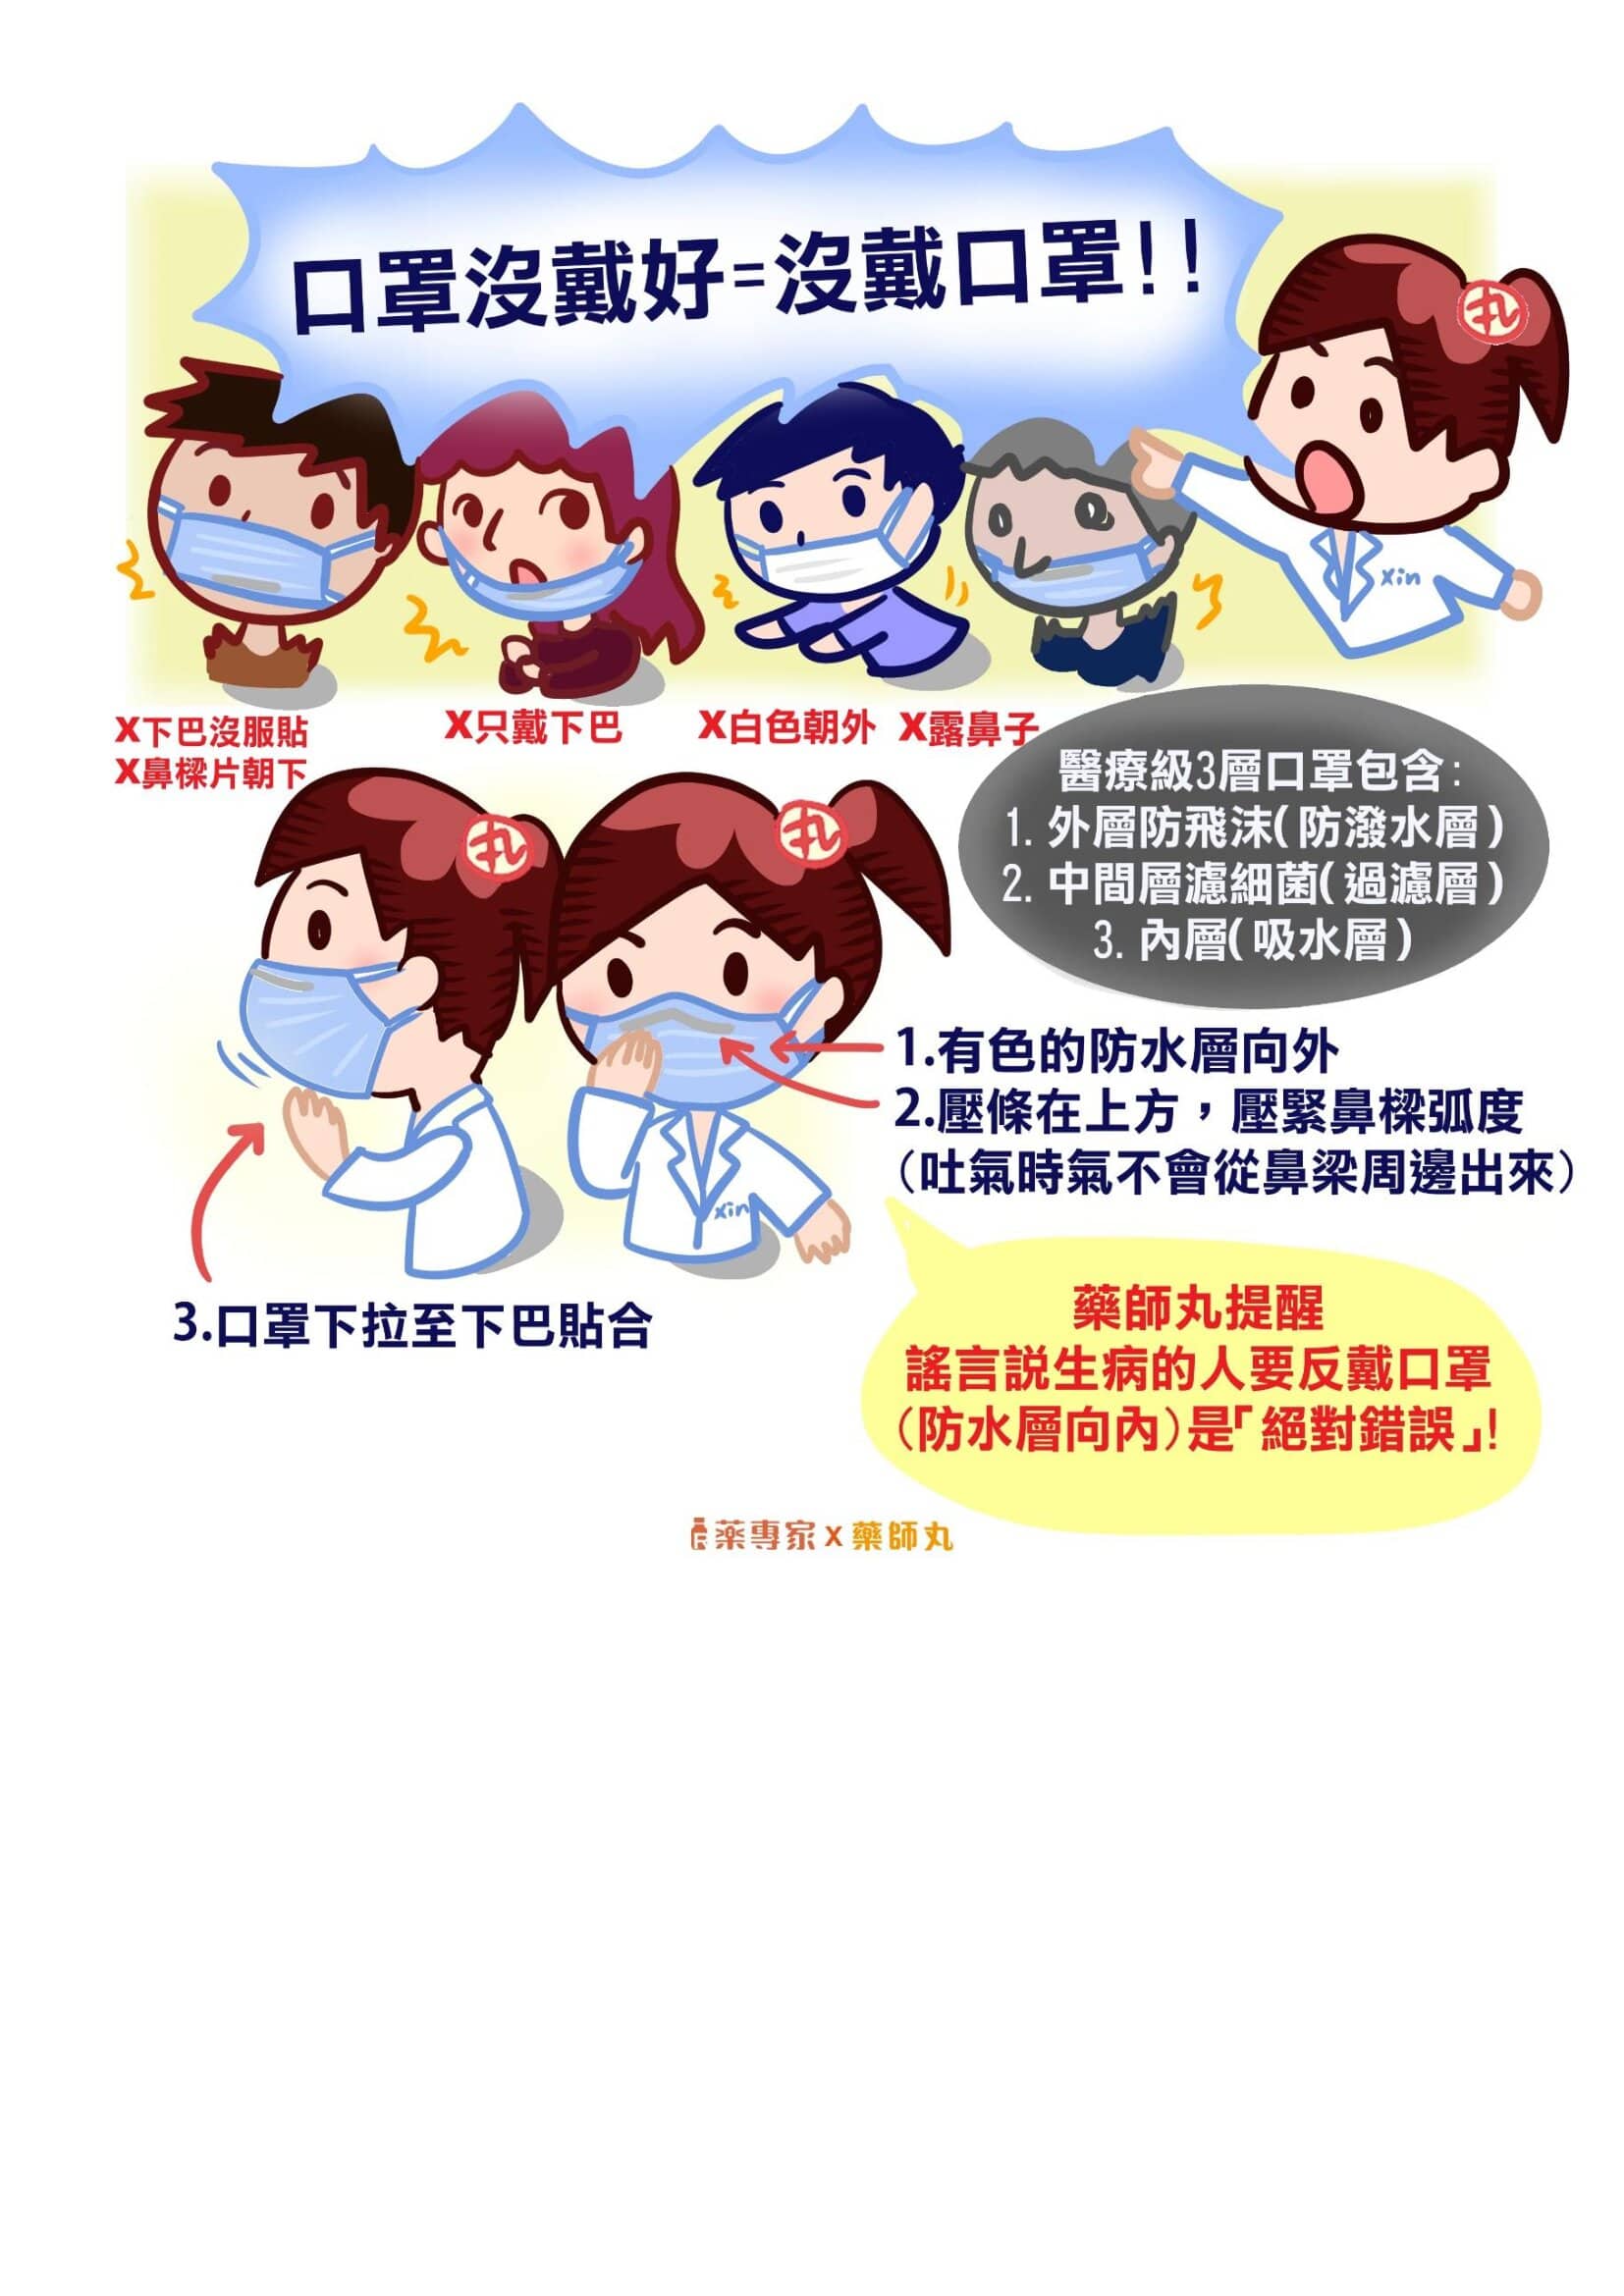 口罩沒戴好=沒戴口罩!!
丸
xin
X下巴沒服貼
X鼻樑片朝下
X只戴下巴
X白色朝外
X露鼻子
醫療級3層口罩包含:
1. 外層防飛沫(防潑水層)
2. 中間層濾細菌(過濾層)
3. 內層(吸水層)
丸
丸
xin
1.有色的防水層向外
2.壓條在上方，壓緊鼻樑弧度
(吐氣時氣不會從鼻梁周邊出來)
3.口罩下拉至下巴貼合
藥師丸提醒
謠言說生病的人要反戴口罩
(防水層向內)是「絕對錯誤」!
藥專家 X 藥師丸